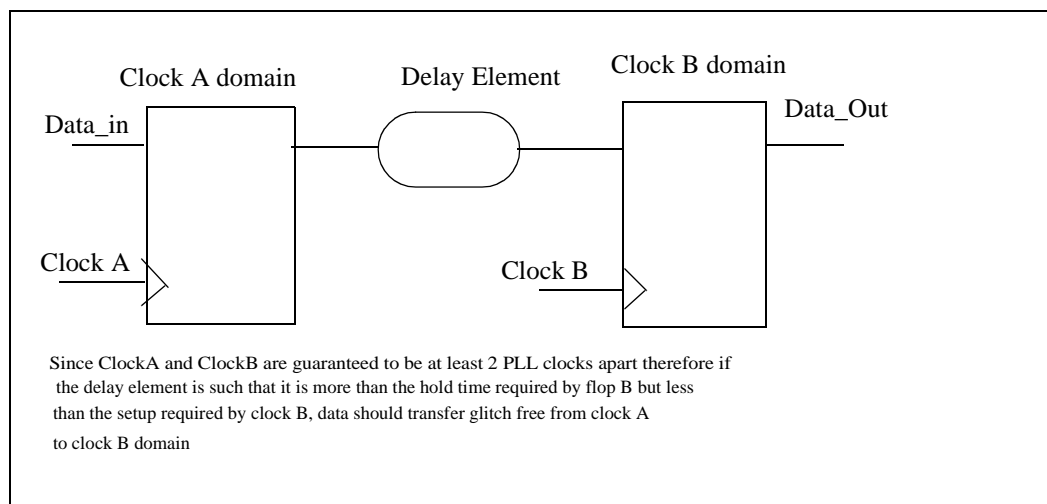 Clock A domain
Delay Element
Clock B domain
Data_in
Data_Out
Clock A
Clock B
Since ClockA and ClockB are guaranteed to be at least 2 PLL clocks apart therefore if
the delay element is such that it is more than the hold time required by flop B but less
than the setup required by clock B, data should transfer glitch free from clock A
to clock B domain